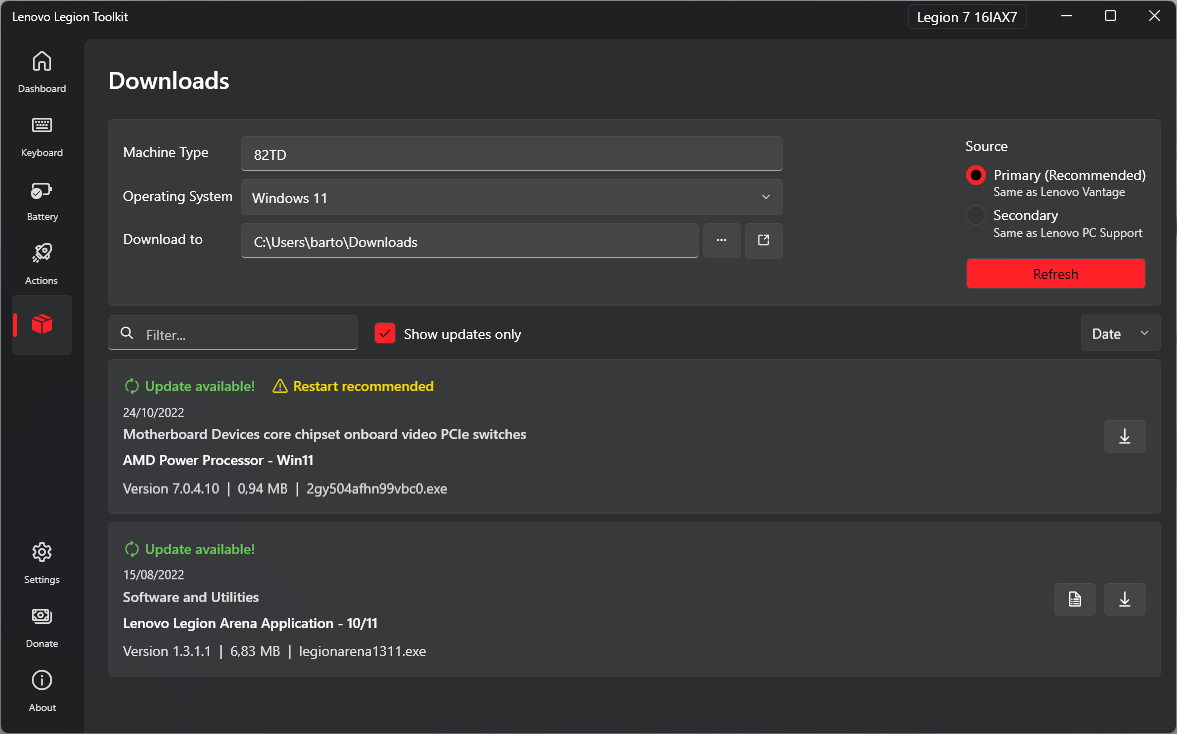 Lenovo Legion Toolkit
Legion 7 16IAX7
Dashboard
Keyboard
Battery
Actions
Settings
Donate
About
Downloads
Machine Type
82TD
Operating System
Windows 11
Download to
C:\Users\barto\Downloads
...
Source
Primary (Recommended)
Same as Lenovo Vantage
Secondary
Same as Lenovo PC Support
Refresh
Filter...
Show updates only
Date
Update available! Restart recommended
24/10/2022
Motherboard Devices core chipset onboard video PCIe switches
AMD Power Processor - Win11
Version 7.0.4.10 | 0,94 MB | 2gy504afhn99vbc0.exe
Update available!
15/08/2022
Software and Utilities
Lenovo Legion Arena Application - 10/11
Version 1.3.1.1 | 6,83 MB | legionarena1311.exe